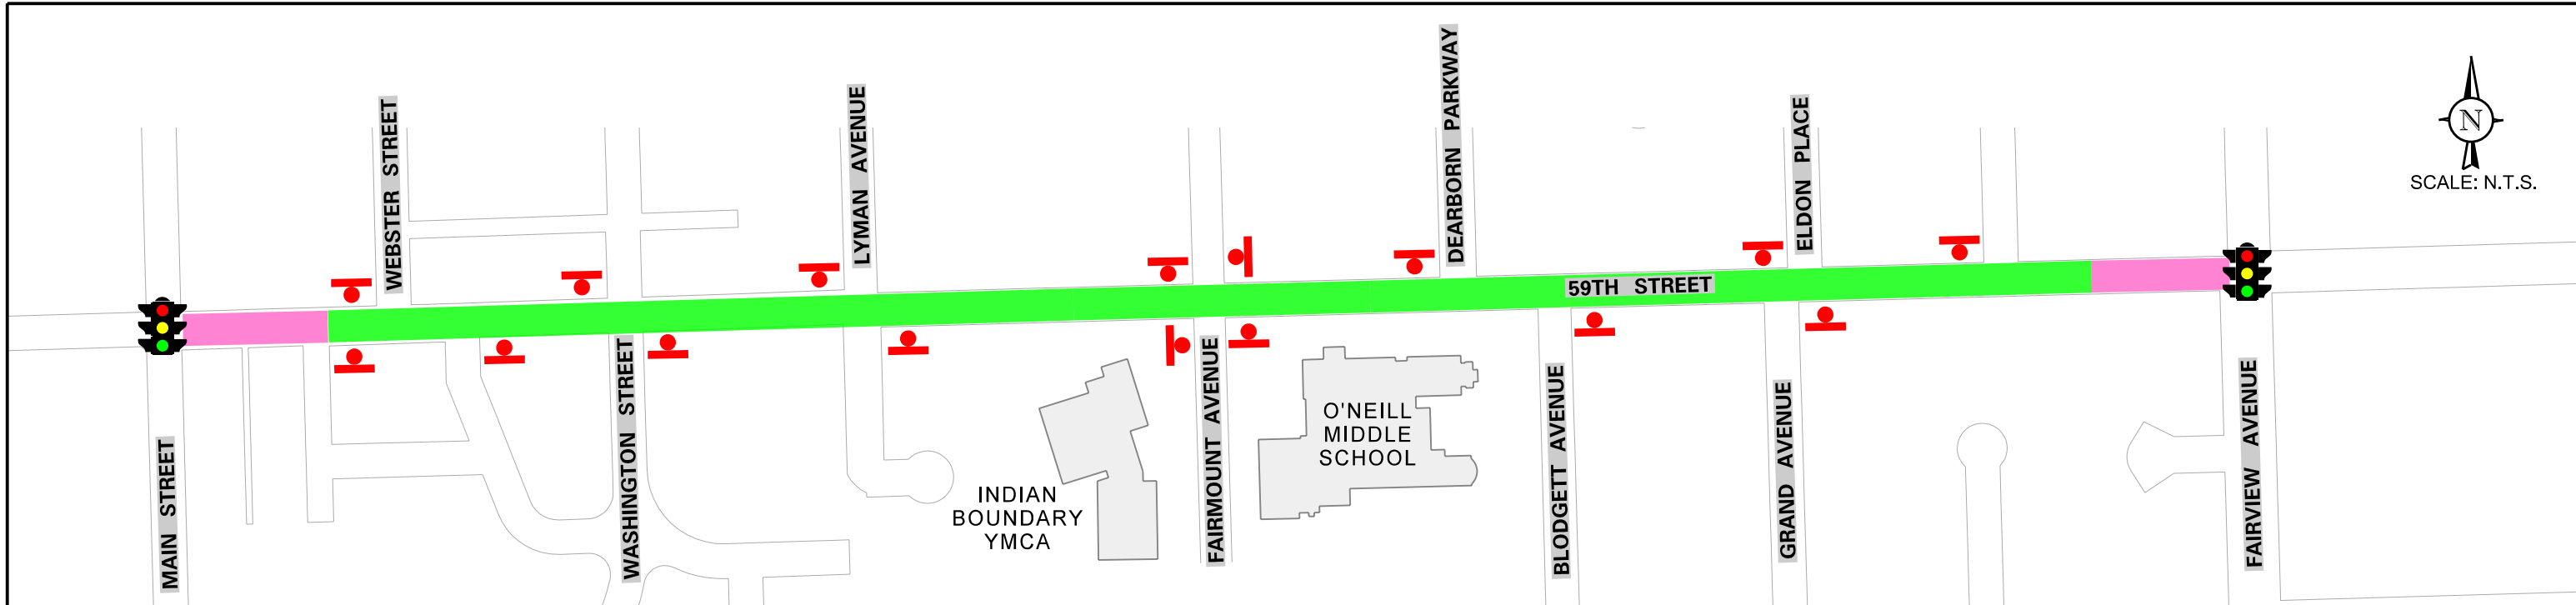 WEBSTER STREET
LYMAN AVENUE
DEARBORN PARKWAY
ELDON PLACE
N
SCALE: N.T.S.
59TH STREET
MAIN STREET
WASHINGTON STREET
INDIAN
BOUNDARY
YMCA
FAIRMOUNT AVENUE
O'NEILL
MIDDLE
SCHOOL
BLODGETT AVENUE
GRAND AVENUE
FAIRVIEW AVENUE